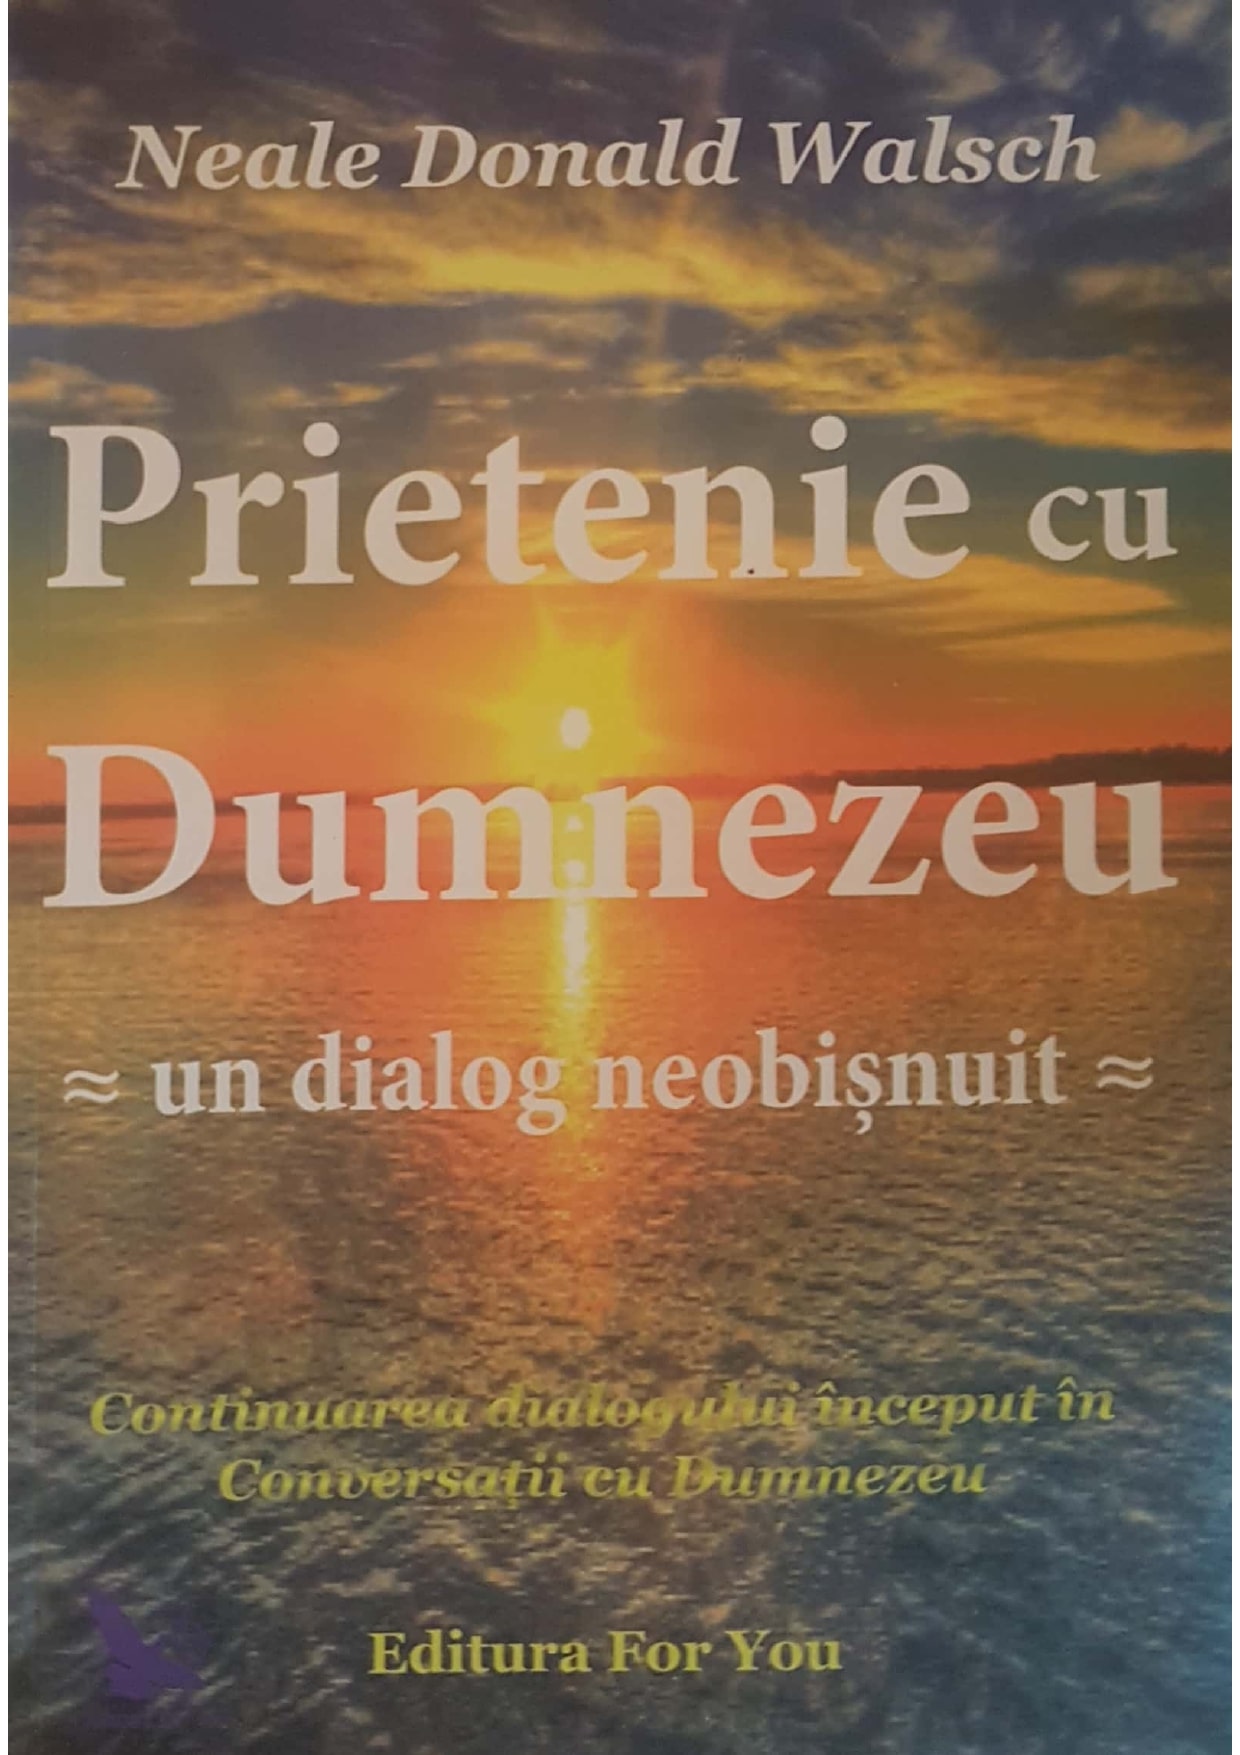 Neale Donald Walsch
Prietenie cu
Dumnezeu
≈ un dialog neobișnuit ≈
Continuarea dialogului început în
Conversații cu Dumnezeu
Editura For You